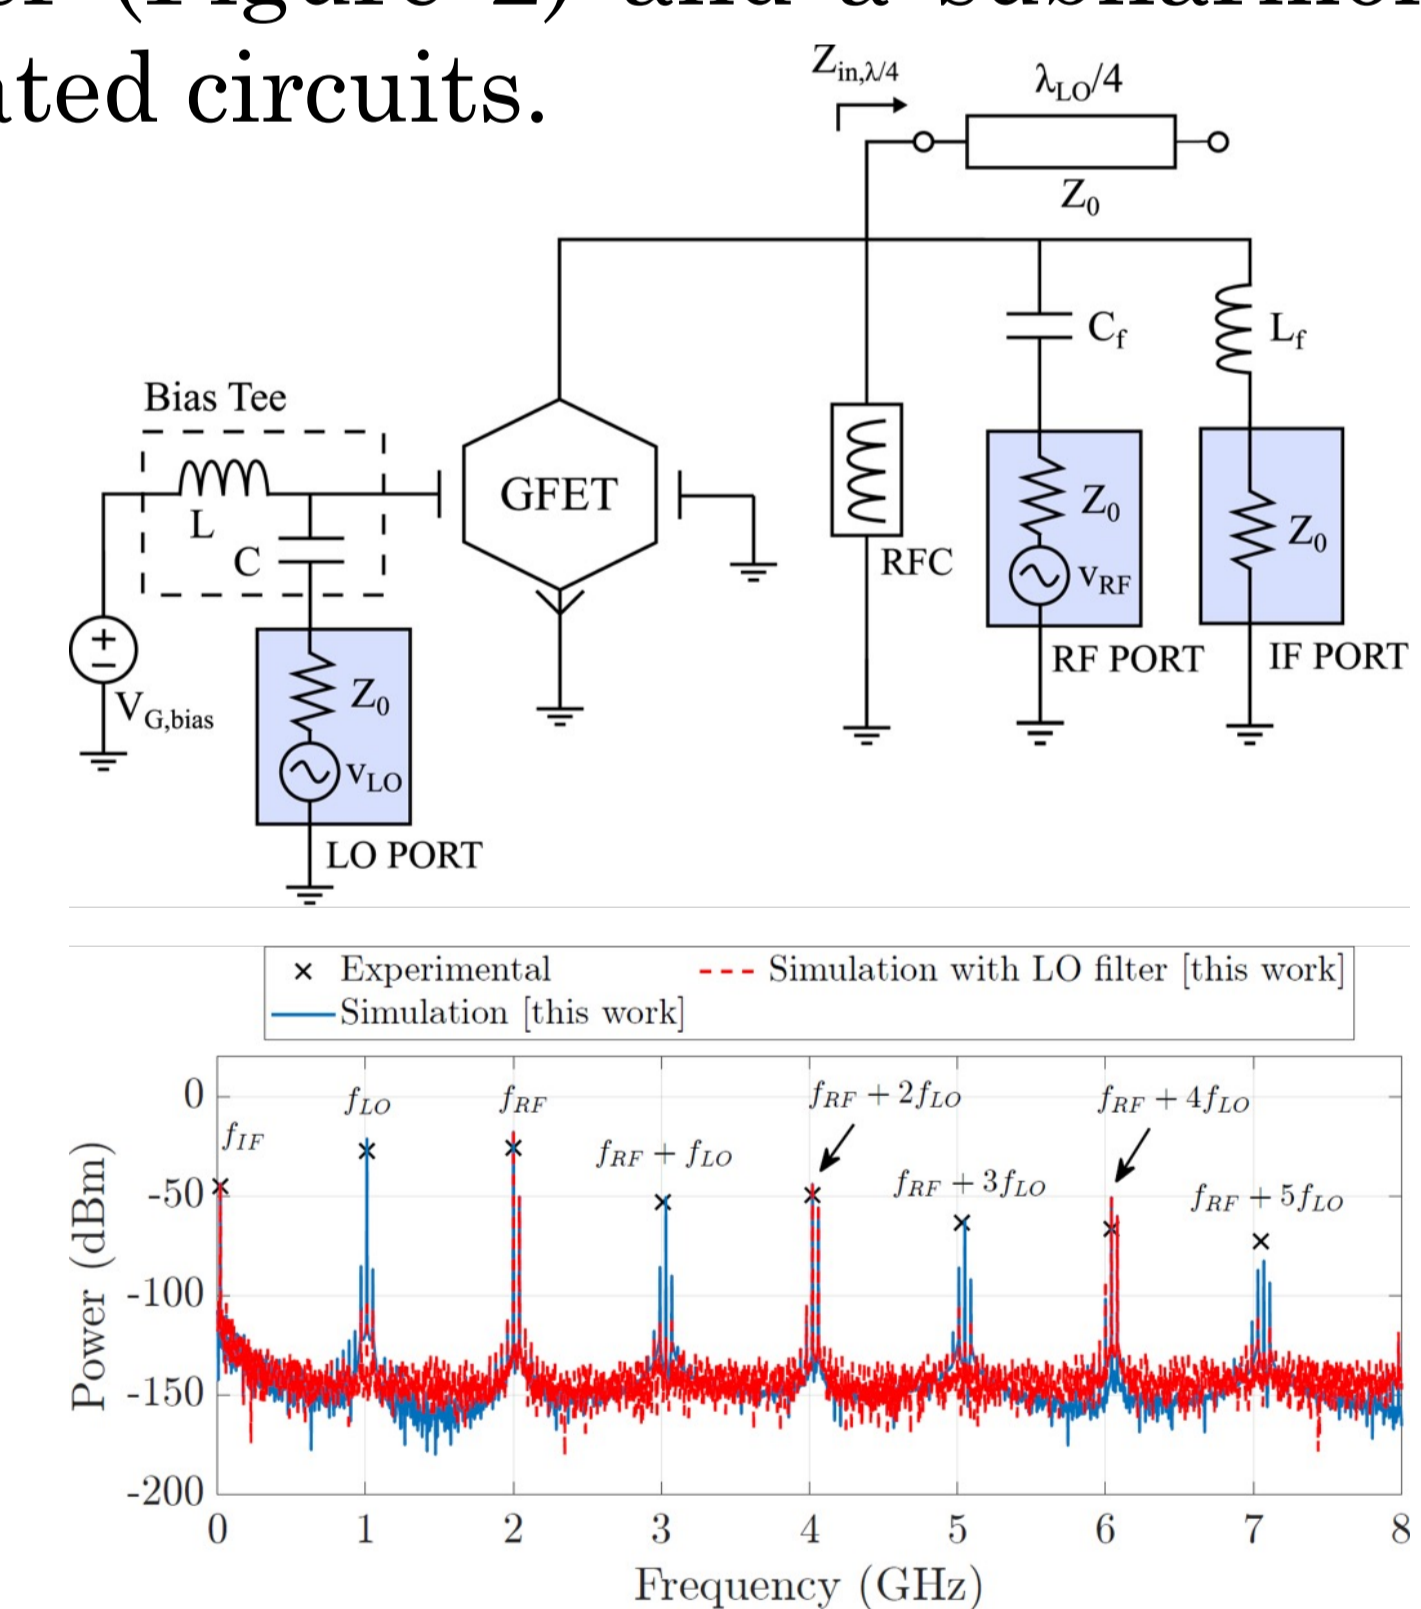 (Figure 2) and a
ated circuits.
Z_in,λ/4
λ_LO/4
Z_0
C_f
L_f
Bias Tee
L
C
GFET
RFC
Z_0
v_RF
Z_0
RF PORT
IF PORT
V_G,bias
Z_0
v_LO
LO PORT
× Experimental
Simulation with LO filter [this work]
Simulation [this work]
f_IF
f_LO
f_RF
f_RF + f_LO
f_RF + 2f_LO
f_RF + 3f_LO
f_RF + 4f_LO
f_RF + 5f_LO
Power (dBm)
0
-50
-100
-150
-200
0 1 2 3 4 5 6 7 8
Frequency (GHz)